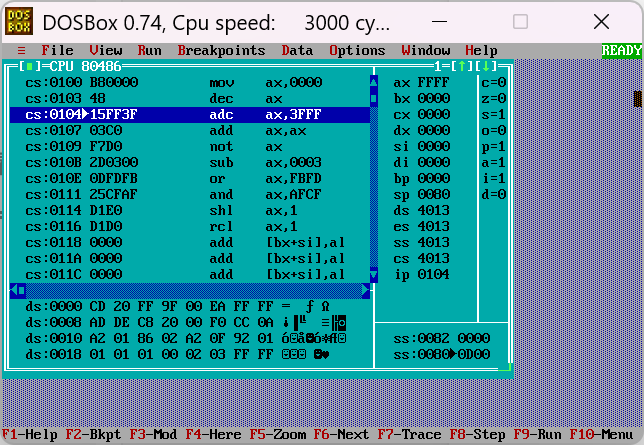 DOSBox 0.74, Cpu speed: 3000 cy...
≡ File View Run Breakpoints Data Options Window Help READY
[■]=CPU 80486 1=[↑][↓]
cs:0100 B80000 mov ax,0000 ax FFFF c=0
cs:0103 48 dec ax bx 0000 z=0
cs:0104►15FF3F adc ax,3FFF cx 0000 s=1
cs:0107 03C0 add ax,ax dx 0000 o=0
cs:0109 F7D0 not ax si 0000 p=1
cs:010B 2D0300 sub ax,0003 di 0000 a=1
cs:010E 0DFDFB or ax,FBFD bp 0000 i=1
cs:0111 25CFAF and ax,AFCF sp 0080 d=0
cs:0114 D1E0 shl ax,1 ds 4013
cs:0116 D1D0 rcl ax,1 es 4013
cs:0118 0000 add [bx+si],al ss 4013
cs:011A 0000 add [bx+si],al cs 4013
cs:011C 0000 add [bx+si],al ip 0104
ds:0000 CD 20 FF 9F 00 EA FF FF = ƒ Ω
ds:0008 AD DE C8 20 00 F0 CC 0A
ds:0010 A2 01 86 02 A2 0F 92 01 ss:0082 0000
ds:0018 01 01 01 00 02 03 FF FF ss:0080►0D00
F1-Help F2-Bkpt F3-Mod F4-Here F5-Zoom F6-Next F7-Trace F8-Step F9-Run F10-Menu